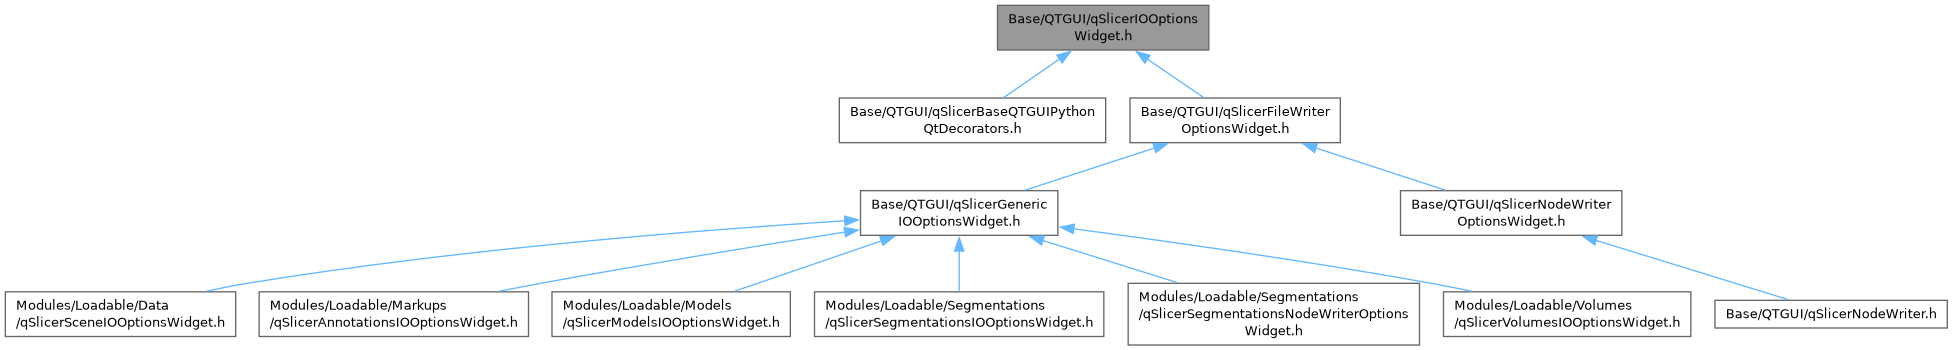 Base/QTGUI/qSlicerIOOptions
Widget.h
Base/QTGUI/qSlicerBaseQTGUIPython
QtDecorators.h
Base/QTGUI/qSlicerFileWriter
OptionsWidget.h
Base/QTGUI/qSlicerGeneric
IOOptionsWidget.h
Base/QTGUI/qSlicerNodeWriter
OptionsWidget.h
Modules/Loadable/Data
/qSlicerSceneIOOptionsWidget.h
Modules/Loadable/Markups
/qSlicerAnnotationsIOOptionsWidget.h
Modules/Loadable/Models
/qSlicerModelsIOOptionsWidget.h
Modules/Loadable/Segmentations
/qSlicerSegmentationsIOOptionsWidget.h
Modules/Loadable/Segmentations
/qSlicerSegmentationsNodeWriterOptions
Widget.h
Modules/Loadable/Volumes
/qSlicerVolumesIOOptionsWidget.h
Base/QTGUI/qSlicerNodeWriter.h